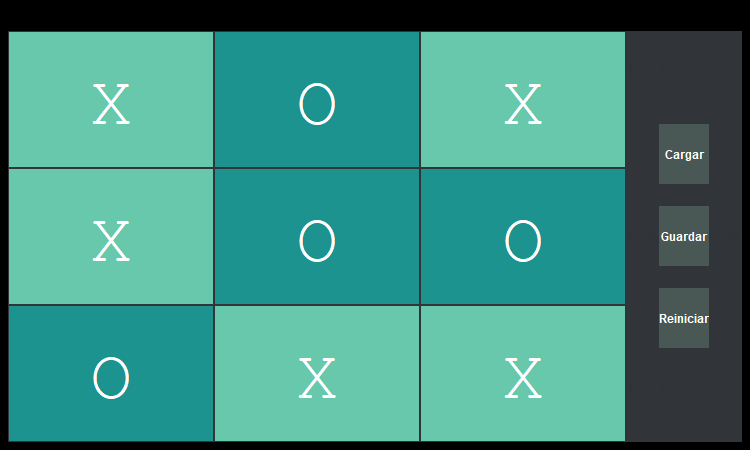 X O X
X O O
O X X
Cargar
Guardar
Reiniciar